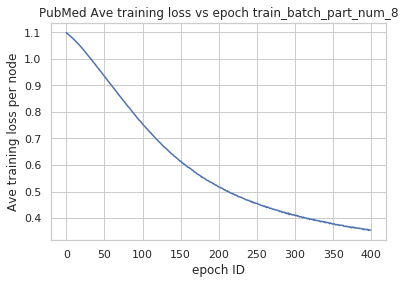 PubMed Ave training loss vs epoch train_batch_part_num_8
Ave training loss per node
1.1
1.0
0.9
0.8
0.7
0.6
0.5
0.4
0 50 100 150 200 250 300 350 400
epoch ID